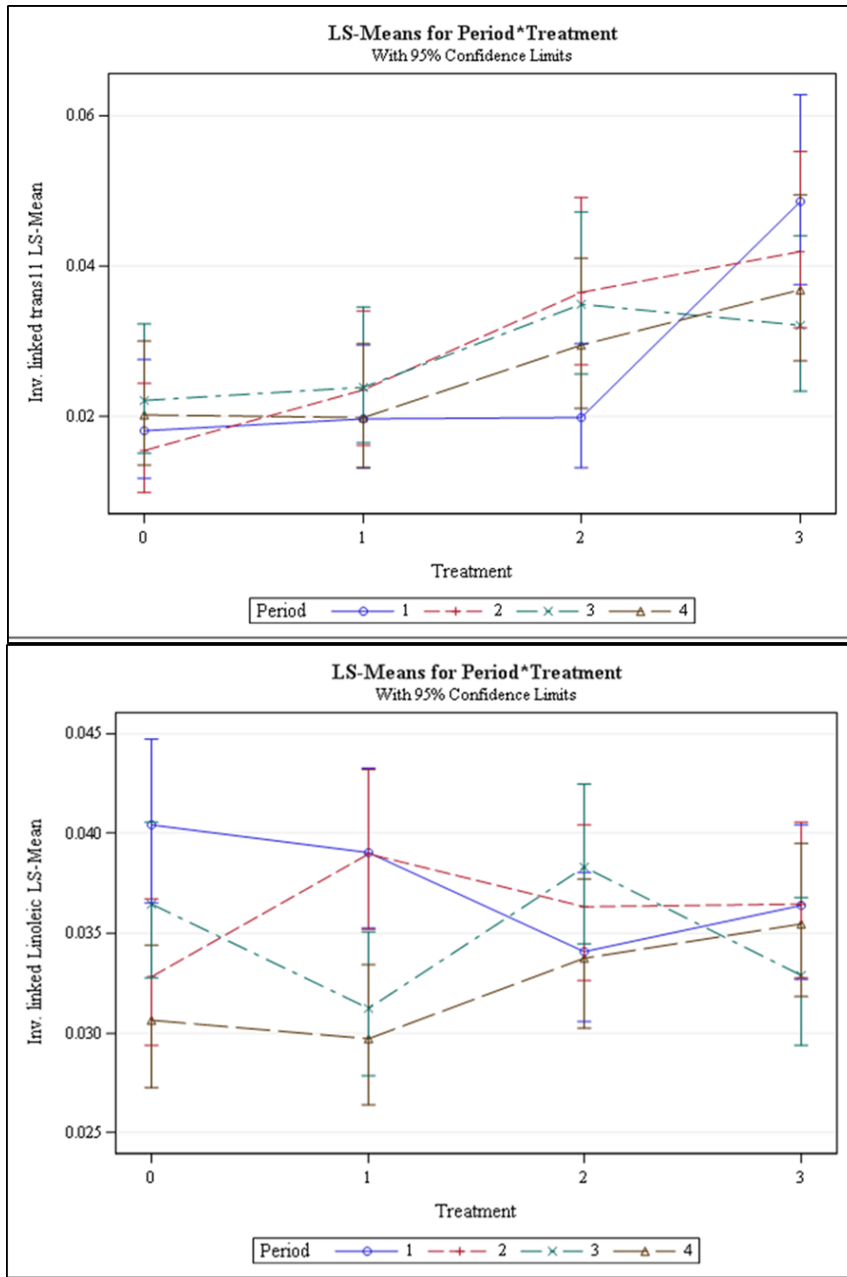 LS-Means for Period*Treatment
With 95% Confidence Limits
Inv. linked trans11 LS-Mean
0.06
0.04
0.02
0 1 2 3
Treatment
Period 1 2 3 4
LS-Means for Period*Treatment
With 95% Confidence Limits
Inv. linked Linoleic LS-Mean
0.045
0.040
0.035
0.030
0.025
0 1 2 3
Treatment
Period 1 2 3 4